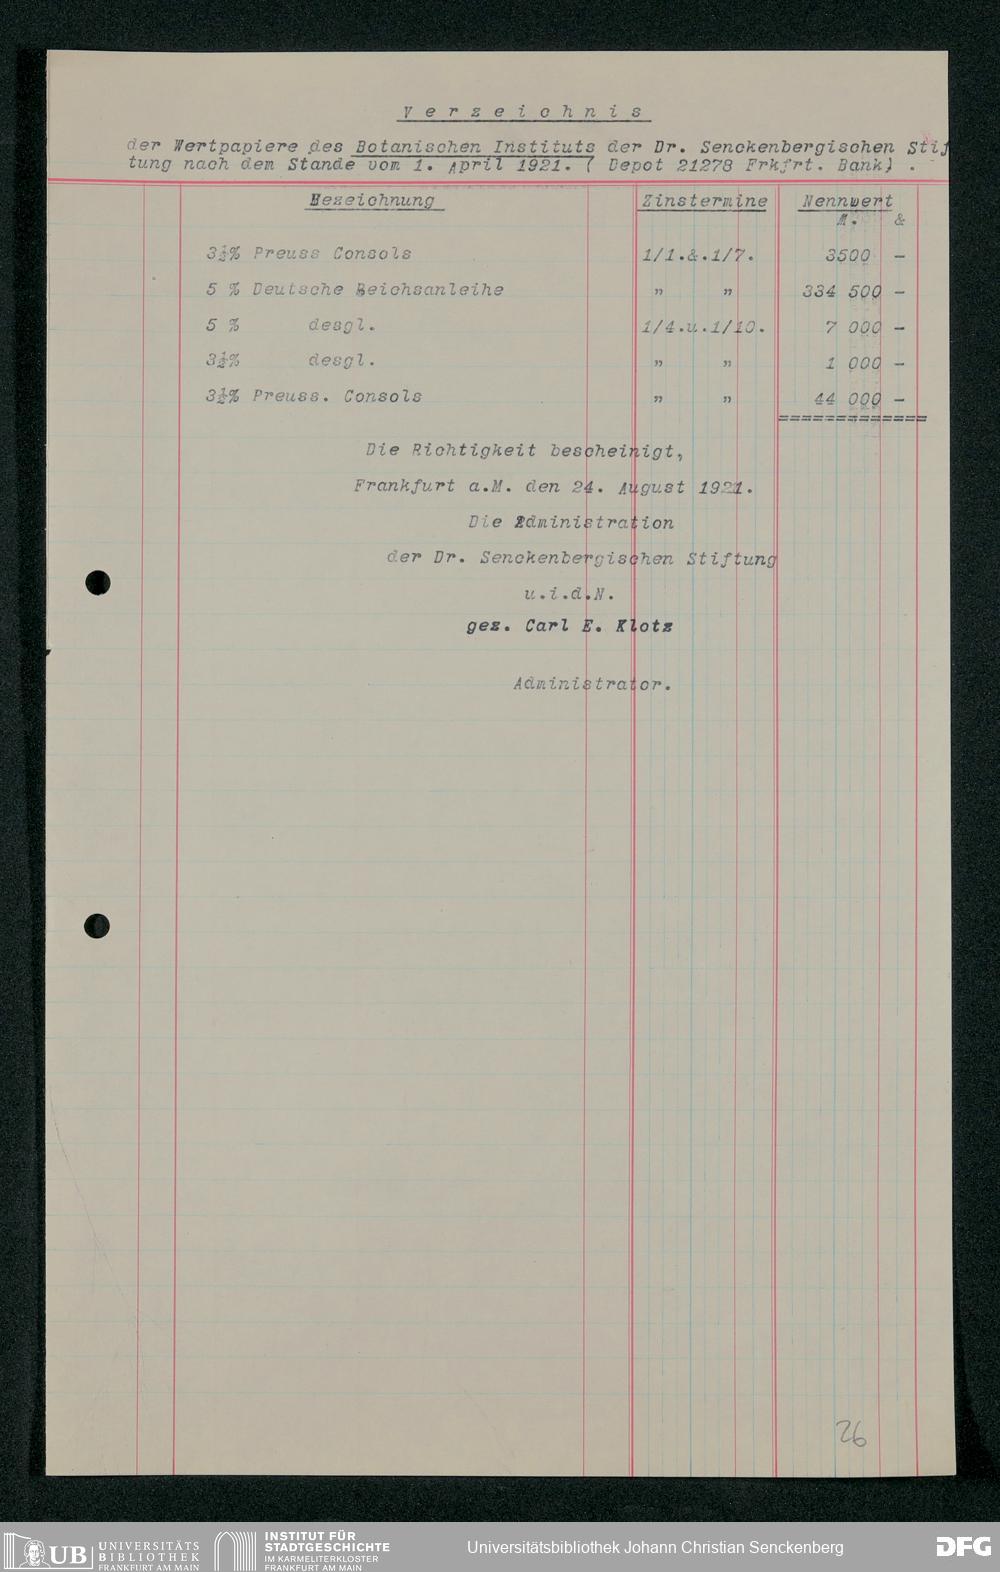 Verzeichnis
der Wertpapiere des Botanischen Instituts der Dr. Senckenbergischen Stif
tung nach dem Stande vom 1. April 1921. ( Depot 21278 Frkfrt. Bank) .
Bezeichnung Zinstermine Nennwert
M. &
3½% Preuss Consols 1/1.&.1/7. 3500 -
5 % Deutsche Reichsanleihe " " 334 500 -
5 % desgl. 1/4.u.1/10. 7 000 -
3½% desgl. " " 1 000 -
3½% Preuss. Consols " " 44 000 -
=============
Die Richtigkeit bescheinigt,
Frankfurt a.M. den 24. August 1921.
Die Administration
der Dr. Senckenbergischen Stiftung
u.i.d.N.
gez. Carl E. Klotz
Administrator.
26
UB UNIVERSITÄTS
BIBLIOTHEK
FRANKFURT AM MAIN
INSTITUT FÜR
STADTGESCHICHTE
IM KARMELITERKLOSTER
FRANKFURT AM MAIN
Universitätsbibliothek Johann Christian Senckenberg
DFG